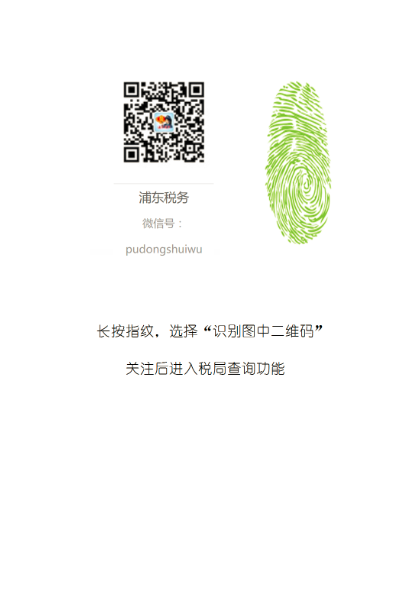 浦东税务
微信号：
pudongshuiwu
长按指纹，选择“识别图中二维码”
关注后进入税局查询功能